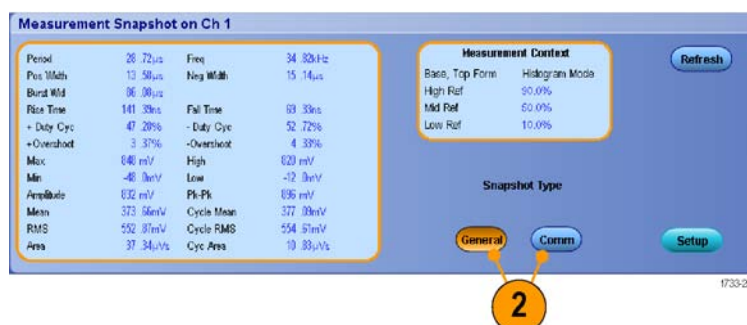 Measurement Snapshot on Ch 1
Period 28 .72µs Freq 34 .82kHz
Pos Width 13 .58µs Neg Width 15 .14µs
Burst Wid
Rise Time 141 .39ns Fall Time 69 .33ns
+ Duty Cyc 47 .28% - Duty Cyc 52 .72%
+Overshoot 3 .37% -Overshoot 4 .33%
Max 848 mV High 820 mV
Min -48 .0mV Low -12 .0mV
Amplitude 832 mV Pk-Pk 896 mV
Mean 373 .66mV Cycle Mean 377 .09mV
RMS 552 .87mV Cycle RMS 554 .61mV
Area 37 .34µVs Cyc Area 10 .83µVs
Measurement Context
Base, Top Form Histogram Mode
High Ref 90.0%
Mid Ref 50.0%
Low Ref 10.0%
Refresh
Snapshot Type
General Comm
Setup
2